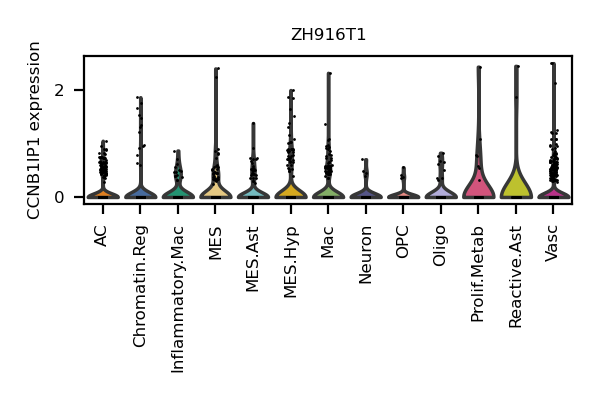 ZH916T1
CCNB1IP1 expression
2
0
AC
Chromatin.Reg
Inflammatory.Mac
MES
MES.Ast
MES.Hyp
Mac
Neuron
OPC
Oligo
Prolif.Metab
Reactive.Ast
Vasc